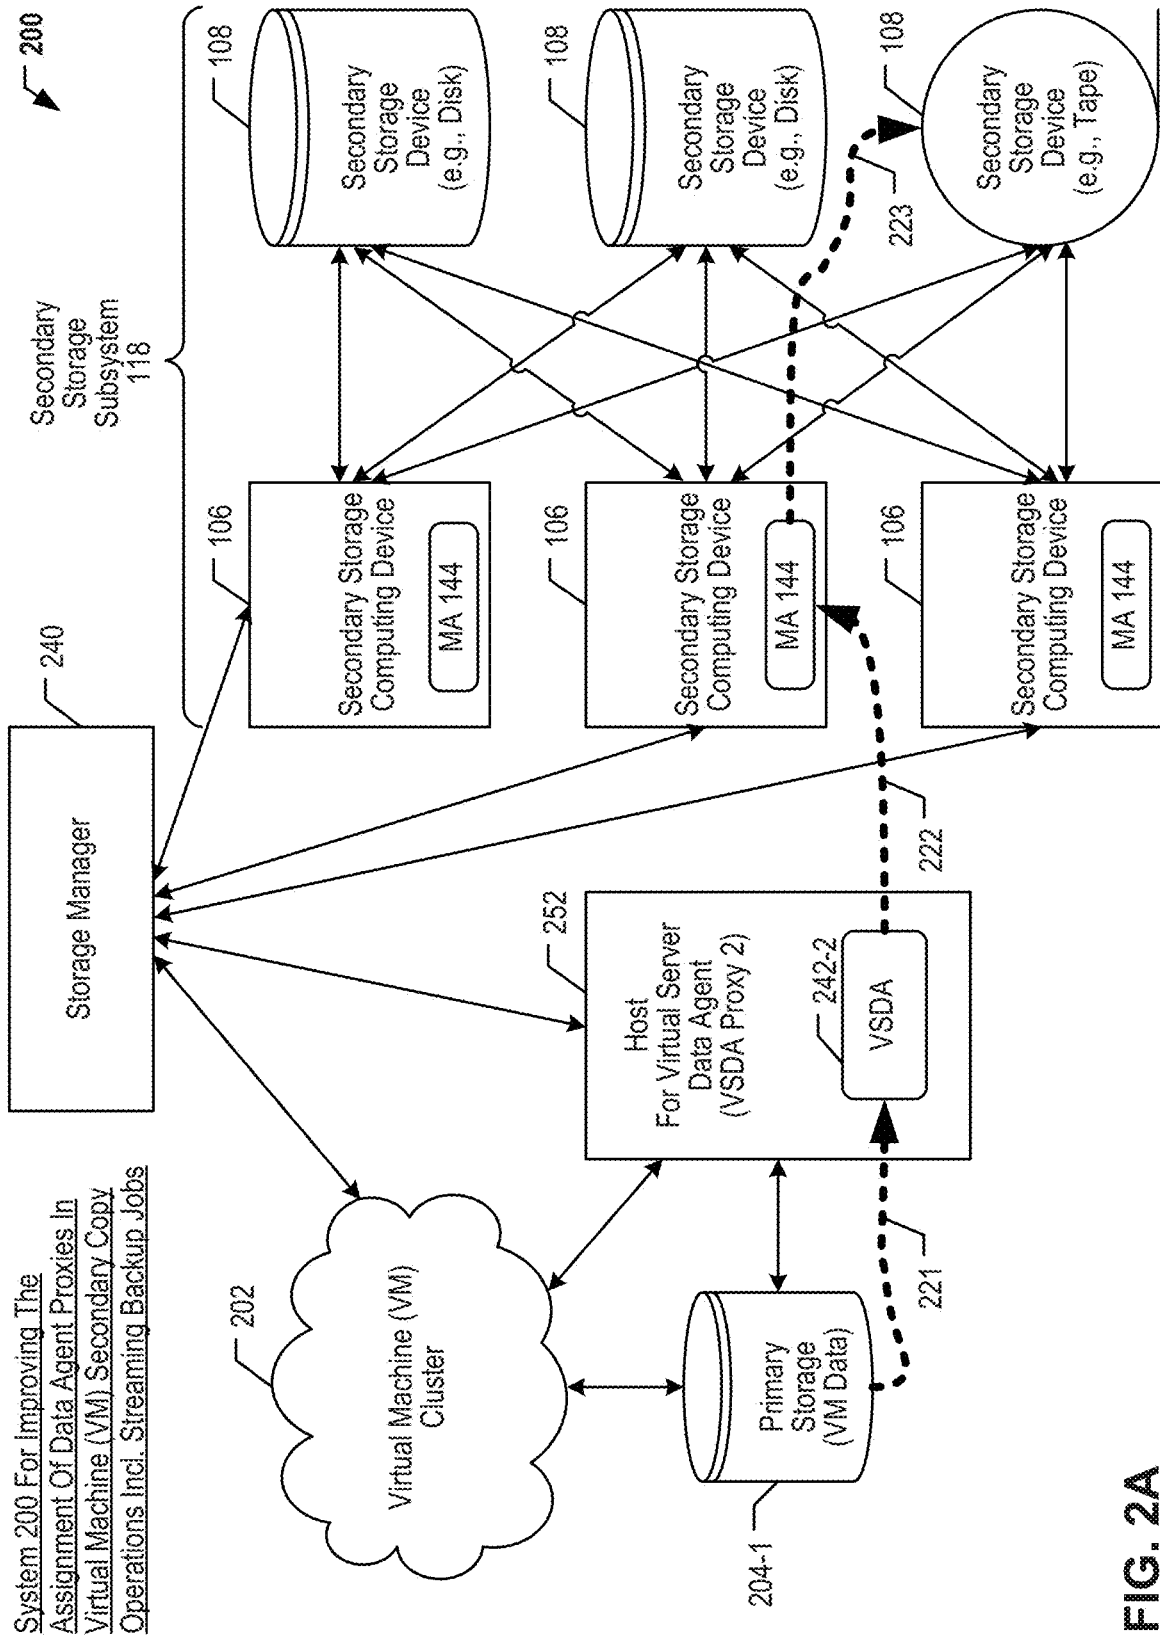 System 200 For Improving The
Assignment Of Data Agent Proxies In
Virtual Machine (VM) Secondary Copy
Operations Incl. Streaming Backup Jobs
200
Storage Manager
240
Secondary
Storage
Subsystem
118
202
Virtual Machine (VM)
Cluster
204-1
Primary
Storage
(VM Data)
221
252
Host
For Virtual Server
Data Agent
(VSDA Proxy 2)
242-2
VSDA
222
106
Secondary Storage
Computing Device
MA 144
106
Secondary Storage
Computing Device
MA 144
106
Secondary Storage
Computing Device
MA 144
108
Secondary
Storage
Device
(e.g., Disk)
108
Secondary
Storage
Device
(e.g., Disk)
223
108
Secondary
Storage
Device
(e.g., Tape)
FIG. 2A